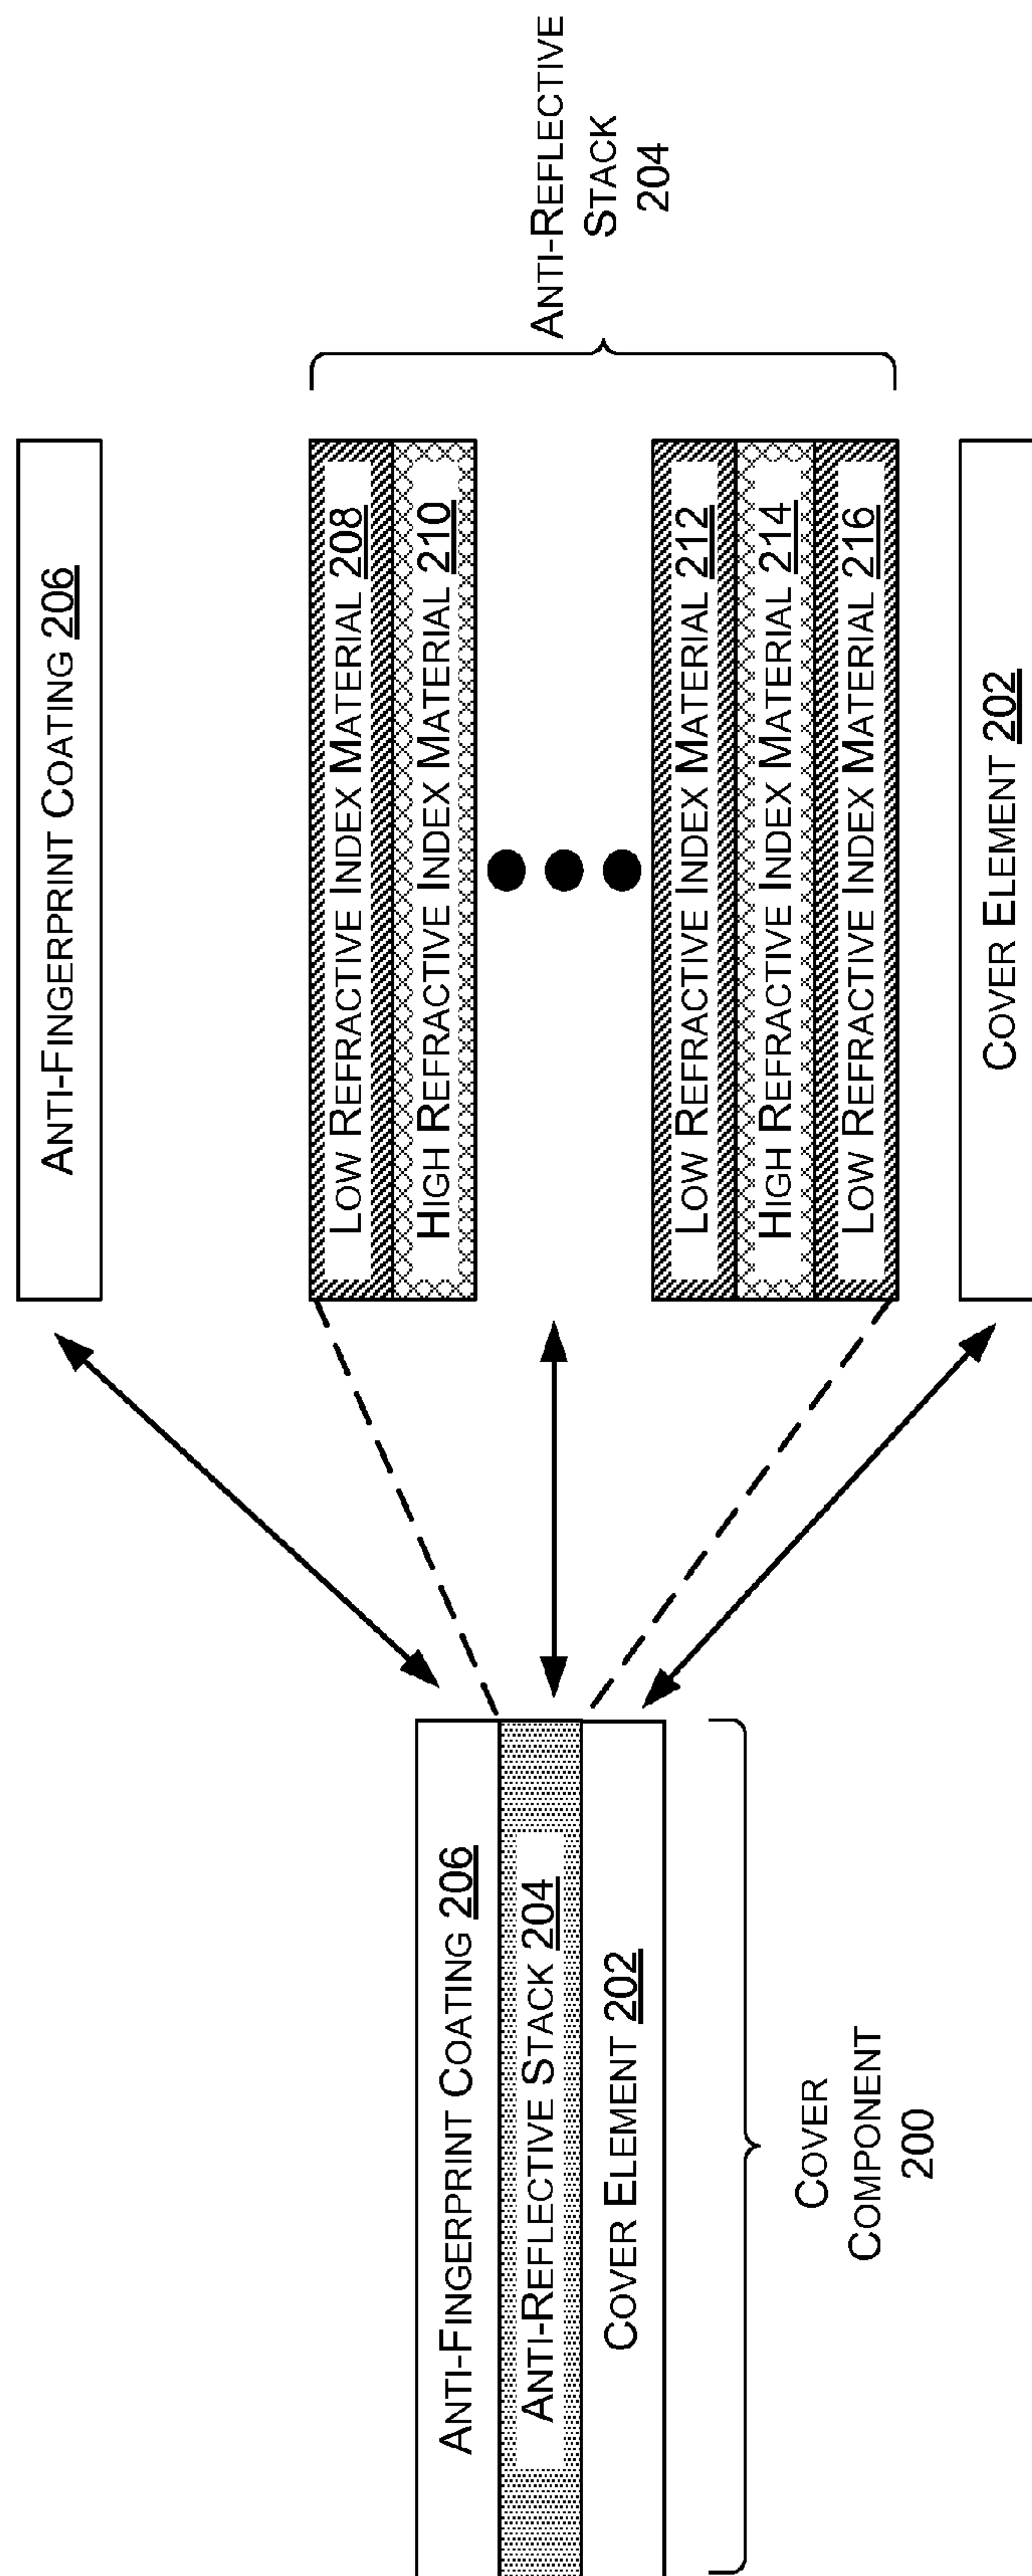 ANTI-FINGERPRINT COATING 206
ANTI-REFLECTIVE STACK 204
COVER ELEMENT 202
COVER
COMPONENT
200
ANTI-FINGERPRINT COATING 206
LOW REFRACTIVE INDEX MATERIAL 208
HIGH REFRACTIVE INDEX MATERIAL 210
LOW REFRACTIVE INDEX MATERIAL 212
HIGH REFRACTIVE INDEX MATERIAL 214
LOW REFRACTIVE INDEX MATERIAL 216
COVER ELEMENT 202
ANTI-REFLECTIVE
STACK
204